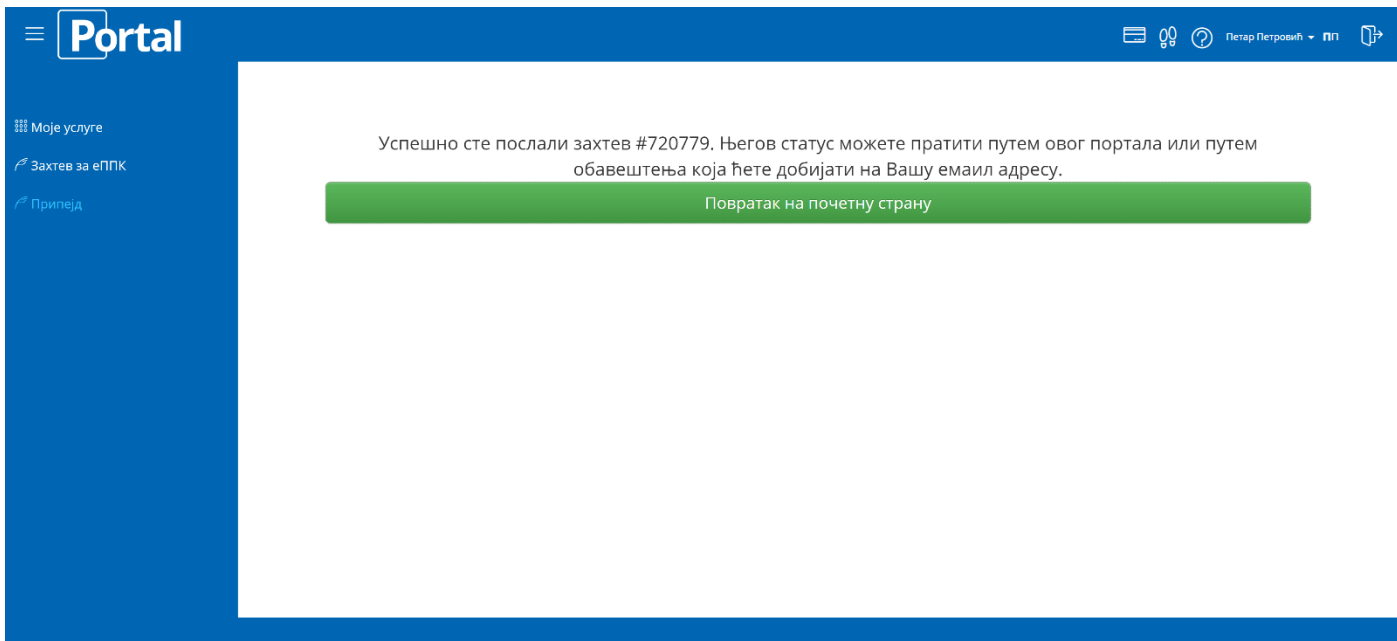 Portal
Петар Петровић ПП
Моје услуге
Захтев за еППК
Припејд
Успешно сте послали захтев #720779. Његов статус можете пратити путем овог портала или путем
обавештења која ћете добијати на Вашу емаил адресу.
Повратак на почетну страну